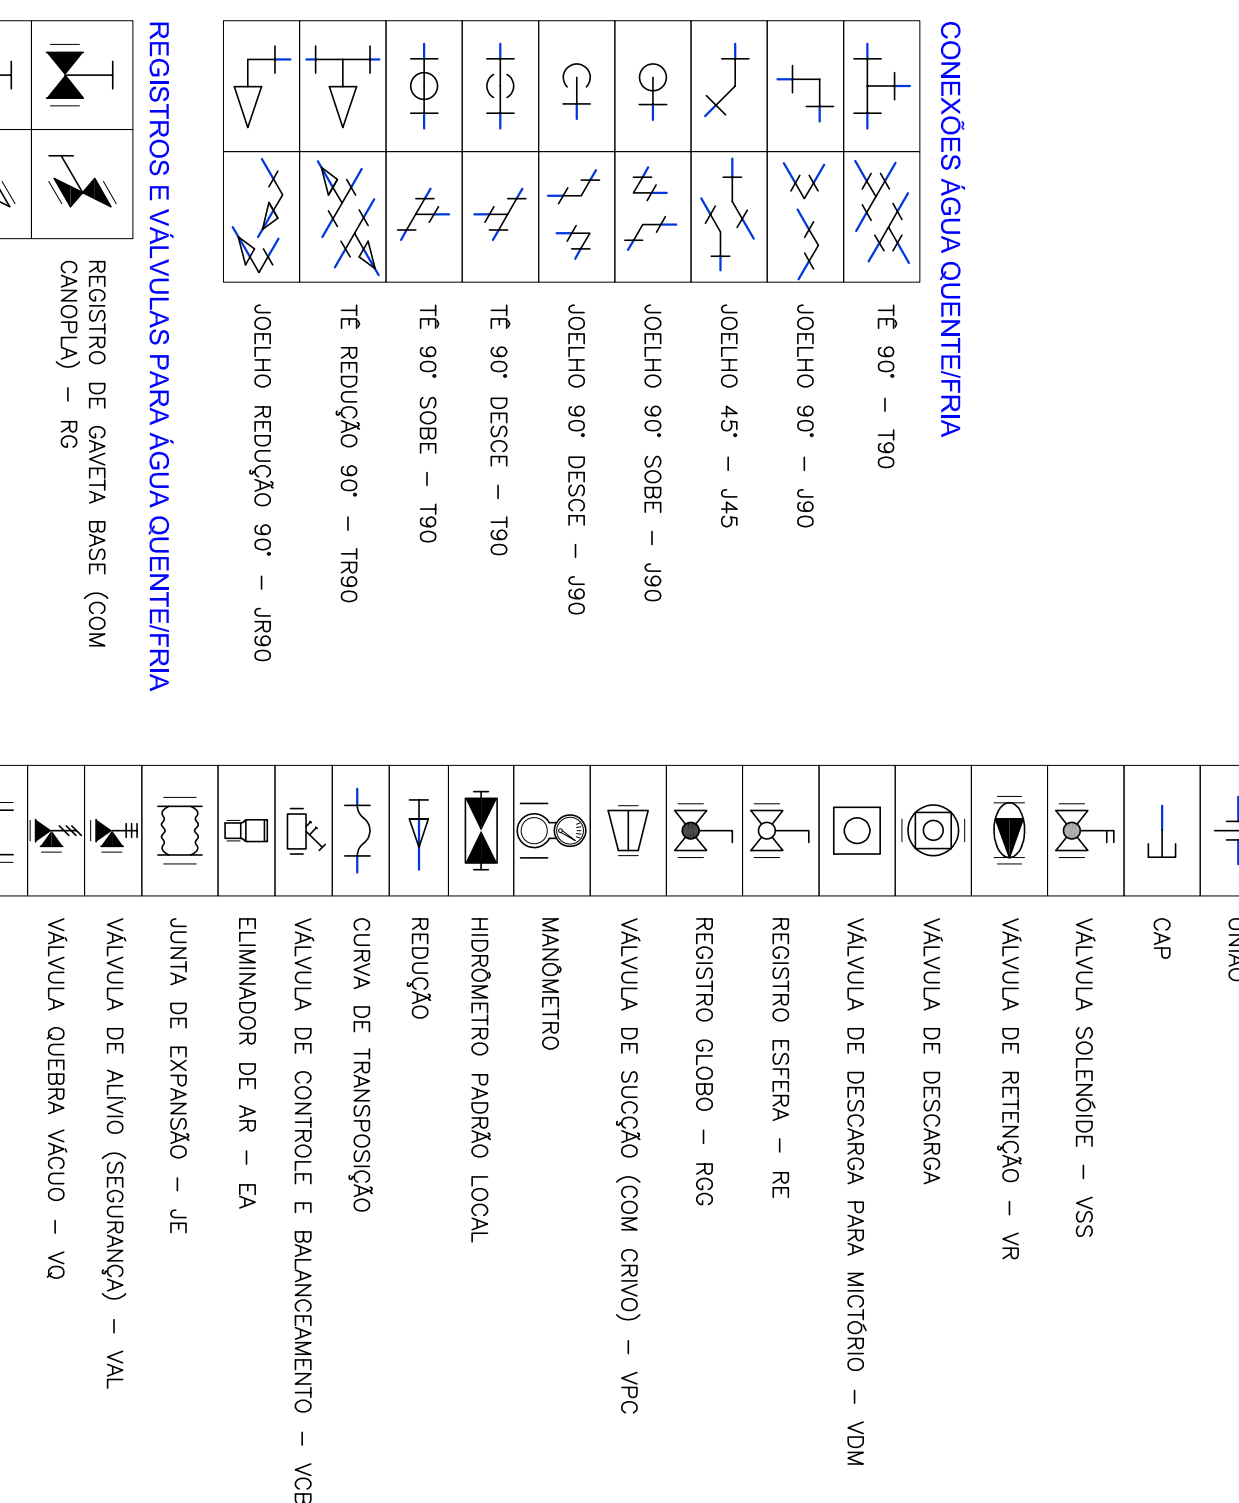 CONEXÕES ÁGUA QUENTE/FRIA
TÊ 90° – T90
JOELHO 90° – J90
JOELHO 45° – J45
JOELHO 90° SOBE – J90
JOELHO 90° DESCE – J90
TÊ 90° DESCE – T90
TÊ 90° SOBE – T90
TÊ REDUÇÃO 90° – TR90
JOELHO REDUÇÃO 90° – JR90
REGISTROS E VÁLVULAS PARA ÁGUA QUENTE/FRIA
REGISTRO DE GAVETA BASE (COM
CANOPLA) – RG
UNIÃO
CAP
VÁLVULA SOLENÓIDE – VSS
VÁLVULA DE RETENÇÃO – VR
VÁLVULA DE DESCARGA
VÁLVULA DE DESCARGA PARA MICTÓRIO – VDM
REGISTRO ESFERA – RE
REGISTRO GLOBO – RGG
VÁLVULA DE SUCÇÃO (COM CRIVO) – VPC
MANÔMETRO
HIDRÔMETRO PADRÃO LOCAL
REDUÇÃO
CURVA DE TRANSPOSIÇÃO
VÁLVULA DE CONTROLE E BALANCEAMENTO – VCB
ELIMINADOR DE AR – EA
JUNTA DE EXPANSÃO – JE
VÁLVULA DE ALÍVIO (SEGURANÇA) – VAL
VÁLVULA QUEBRA VÁCUO – VQ